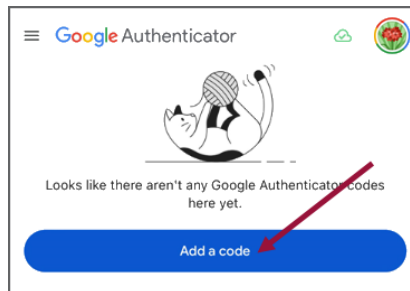 Google Authenticator
Looks like there aren't any Google Authenticator codes
here yet.
Add a code